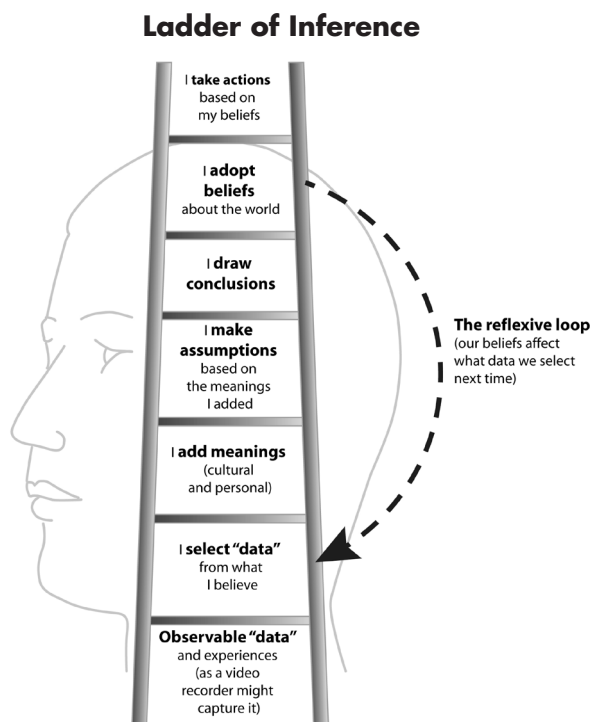 Ladder of Inference
I take actions
based on
my beliefs
I adopt
beliefs
about the world
I draw
conclusions
I make
assumptions
based on
the meanings
I added
I add meanings
(cultural
and personal)
I select “data”
from what
I believe
Observable “data”
and experiences
(as a video
recorder might
capture it)
The reflexive loop
(our beliefs affect
what data we select
next time)